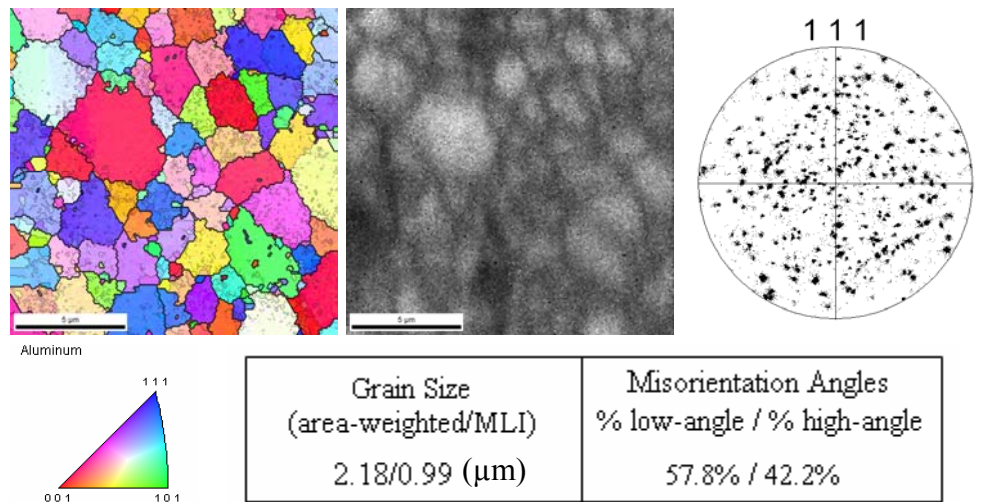 1 1 1
5 µm
5 µm
Aluminum
1 1 1
0 0 1
1 0 1
Grain Size
(area-weighted/MLI)
2.18/0.99 (µm)
Misorientation Angles
% low-angle / % high-angle
57.8% / 42.2%